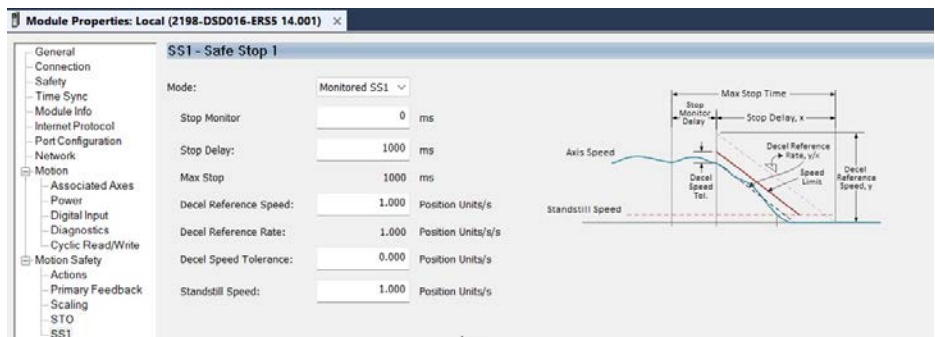 Module Properties: Local (2198-DSD016-ERS5 14.001) ×
General
Connection
Safety
Time Sync
Module Info
Internet Protocol
Port Configuration
Network
Motion
Associated Axes
Power
Digital Input
Diagnostics
Cyclic Read/Write
Motion Safety
Actions
Primary Feedback
Scaling
STO
SS1
SS1 - Safe Stop 1
Mode: Monitored SS1
Stop Monitor 0 ms
Stop Delay: 1000 ms
Max Stop 1000 ms
Decel Reference Speed: 1.000 Position Units/s
Decel Reference Rate: 1.000 Position Units/s/s
Decel Speed Tolerance: 0.000 Position Units/s
Standstill Speed: 1.000 Position Units/s
Max Stop Time
Stop
Monitor
Delay
Stop Delay, x
Axis Speed
Decel Reference
Rate, y/x
Decel
Speed
Tol.
Speed
Limit
Decel
Reference
Speed, y
Standstill Speed